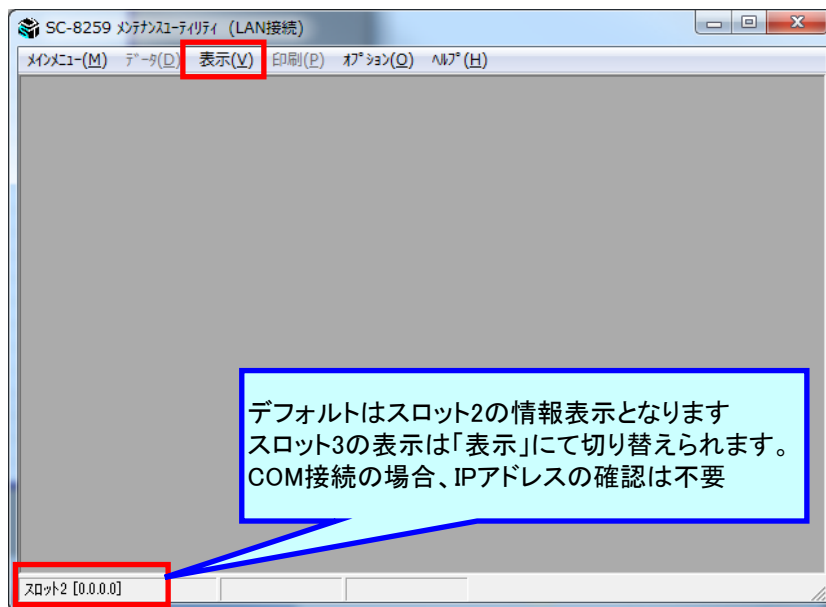 SC-8259 ﾒﾝﾃﾅﾝｽﾕｰﾃｨﾘﾃｨ (LAN接続)
ﾒｲﾝﾒﾆｭｰ(M) ﾃﾞｰﾀ(D) 表示(V) 印刷(P) ｵﾌﾟｼｮﾝ(O) ﾍﾙﾌﾟ(H)
デフォルトはスロット2の情報表示となります
スロット3の表示は「表示」にて切り替えられます。
COM接続の場合、IPアドレスの確認は不要
ｽﾛｯﾄ2 [0.0.0.0]